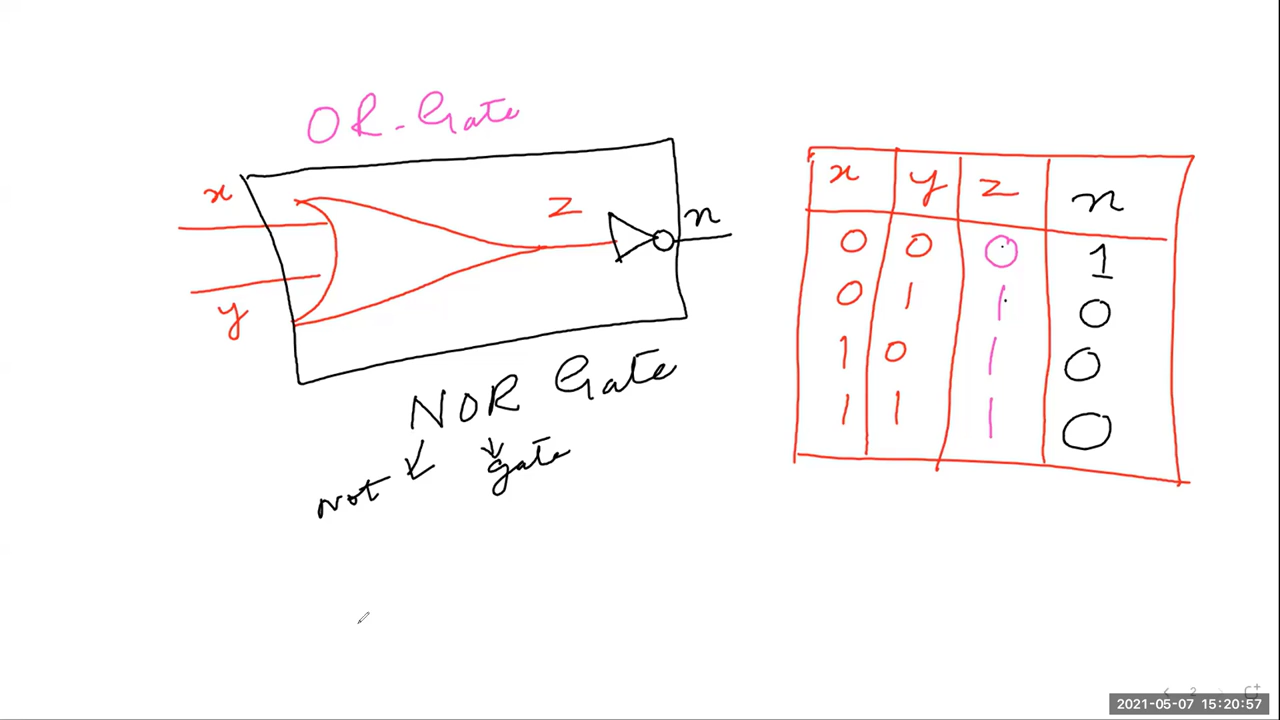 OR-Gate
x
y
z
n
NOR Gate
Not gate
x y z n
0 0 0 1
0 1 1 0
1 0 1 0
1 1 1 0
2
2021-05-07 15:20:57